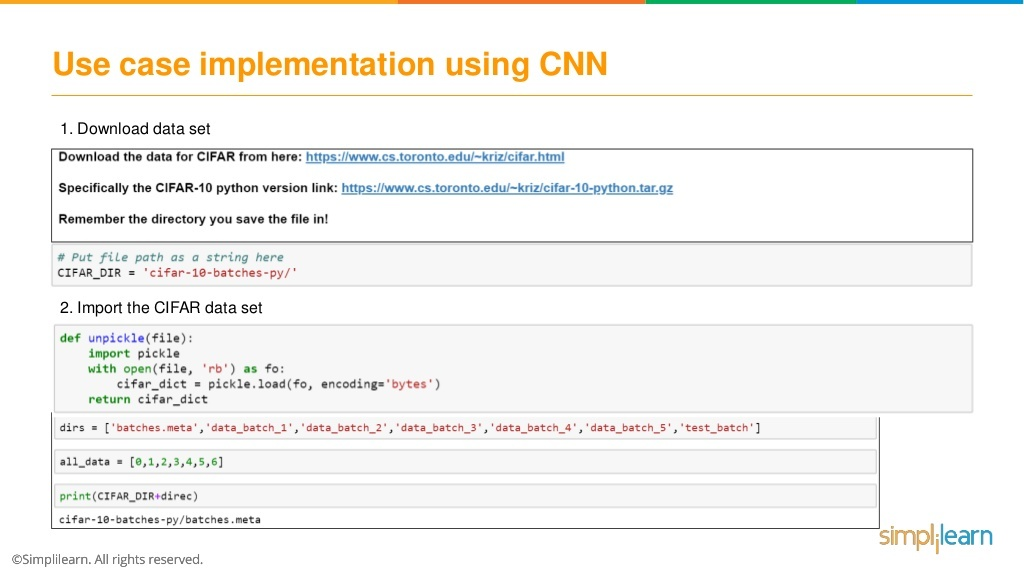 Use case implementation using CNN
1. Download data set
Download the data for CIFAR from here: https://www.cs.toronto.edu/~kriz/cifar.html
Specifically the CIFAR-10 python version link: https://www.cs.toronto.edu/~kriz/cifar-10-python.tar.gz
Remember the directory you save the file in!
# Put file path as a string here
CIFAR_DIR = 'cifar-10-batches-py/'
2. Import the CIFAR data set
def unpickle(file):
    import pickle
    with open(file, 'rb') as fo:
        cifar_dict = pickle.load(fo, encoding='bytes')
    return cifar_dict
dirs = ['batches.meta','data_batch_1','data_batch_2','data_batch_3','data_batch_4','data_batch_5','test_batch']
all_data = [0,1,2,3,4,5,6]
print(CIFAR_DIR+direc)
cifar-10-batches-py/batches.meta
simplilearn
©Simplilearn. All rights reserved.